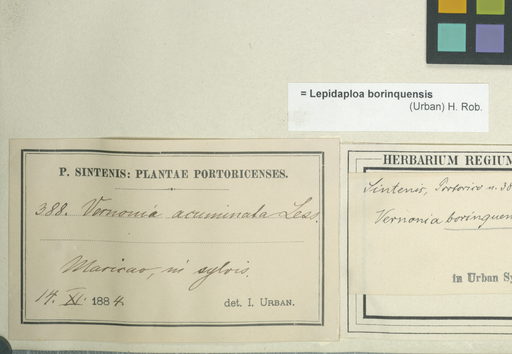 = Lepidaploa borinquensis
(Urban) H. Rob.
P. SINTENIS: PLANTAE PORTORICENSES.
388. Vernonia acuminata Less.
Maricao, in sylvis.
14. XI. 1884.
det. I. URBAN.
HERBARIUM REGIUM
Sintenis, Portorico n. 38
Vernonia borinquen
in Urban Sy